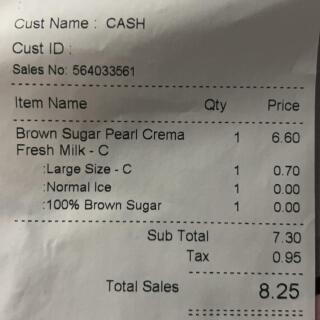 Cust Name : CASH
Cust ID :
Sales No: 564033561
Item Name Qty Price
Brown Sugar Pearl Crema 1 6.60
Fresh Milk - C
:Large Size - C 1 0.70
:Normal Ice 1 0.00
:100% Brown Sugar 1 0.00
Sub Total 7.30
Tax 0.95
Total Sales 8.25